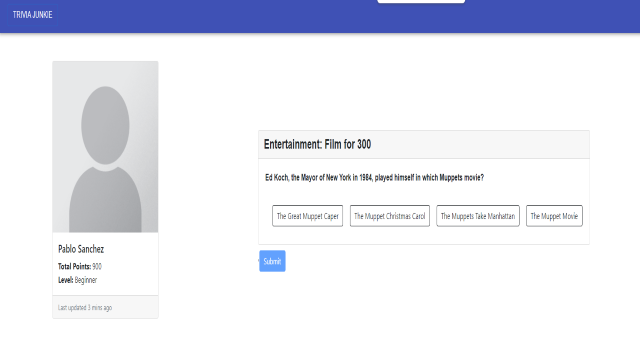 TRIVIA JUNKIE
Pablo Sanchez
Total Points: 900
Level: Beginner
Last updated 3 mins ago
Entertainment: Film for 300
Ed Koch, the Mayor of New York in 1984, played himself in which Muppets movie?
The Great Muppet Caper The Muppet Christmas Carol The Muppets Take Manhattan The Muppet Movie
Submit